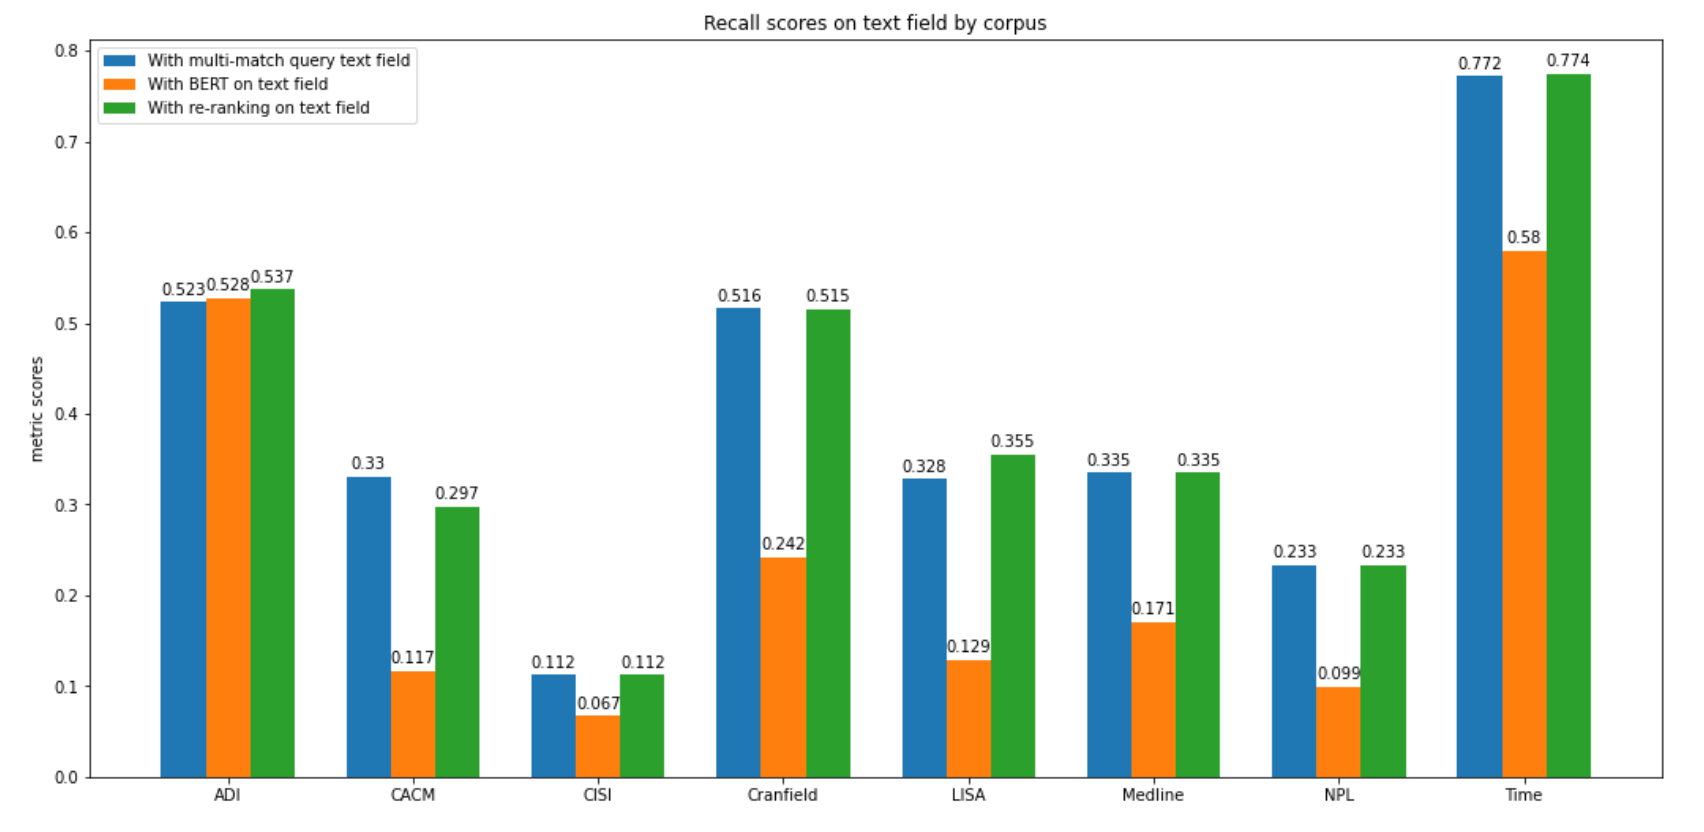 Recall scores on text field by corpus
With multi-match query text field
With BERT on text field
With re-ranking on text field
metric scores
0.8
0.7
0.6
0.5
0.4
0.3
0.2
0.1
0.0
0.523 0.528 0.537
0.33 0.117 0.297
0.112 0.067 0.112
0.516 0.242 0.515
0.328 0.129 0.355
0.335 0.171 0.335
0.233 0.099 0.233
0.772 0.58 0.774
ADI CACM CISI Cranfield LISA Medline NPL Time